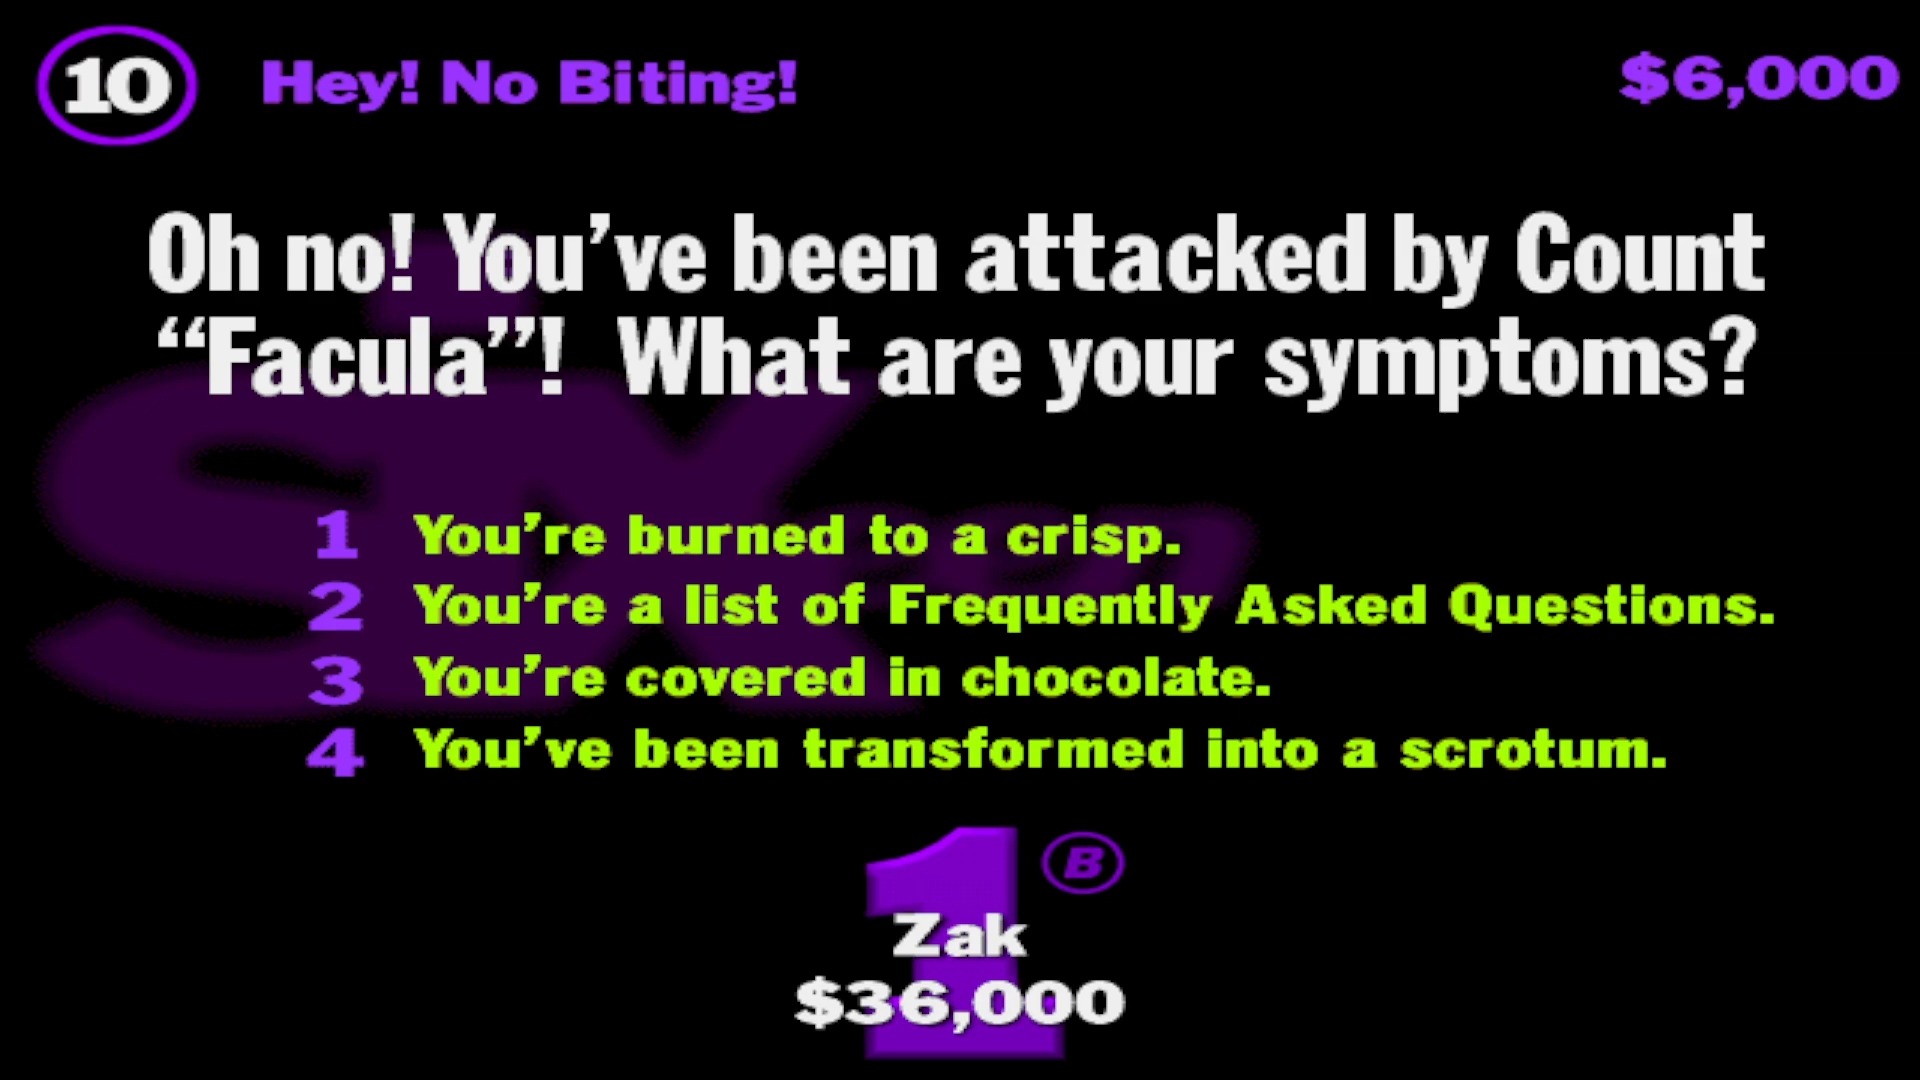 10 Hey! No Biting! $6,000
Oh no! You’ve been attacked by Count
“Facula”! What are your symptoms?
1 You’re burned to a crisp.
2 You’re a list of Frequently Asked Questions.
3 You’re covered in chocolate.
4 You’ve been transformed into a scrotum.
1 B
Zak
$36,000